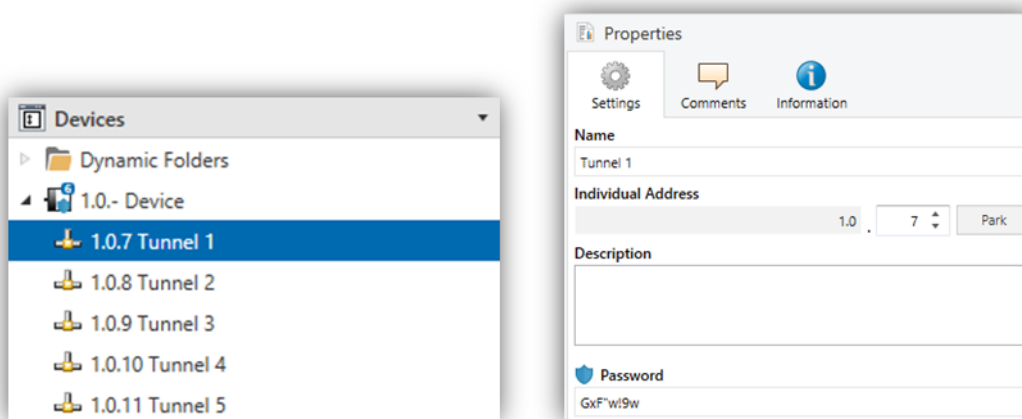 Devices
Dynamic Folders
6
1.0.- Device
1.0.7 Tunnel 1
1.0.8 Tunnel 2
1.0.9 Tunnel 3
1.0.10 Tunnel 4
1.0.11 Tunnel 5
Properties
Settings Comments Information
Name
Tunnel 1
Individual Address
1.0 . 7 Park
Description
Password
GxF"w!9w